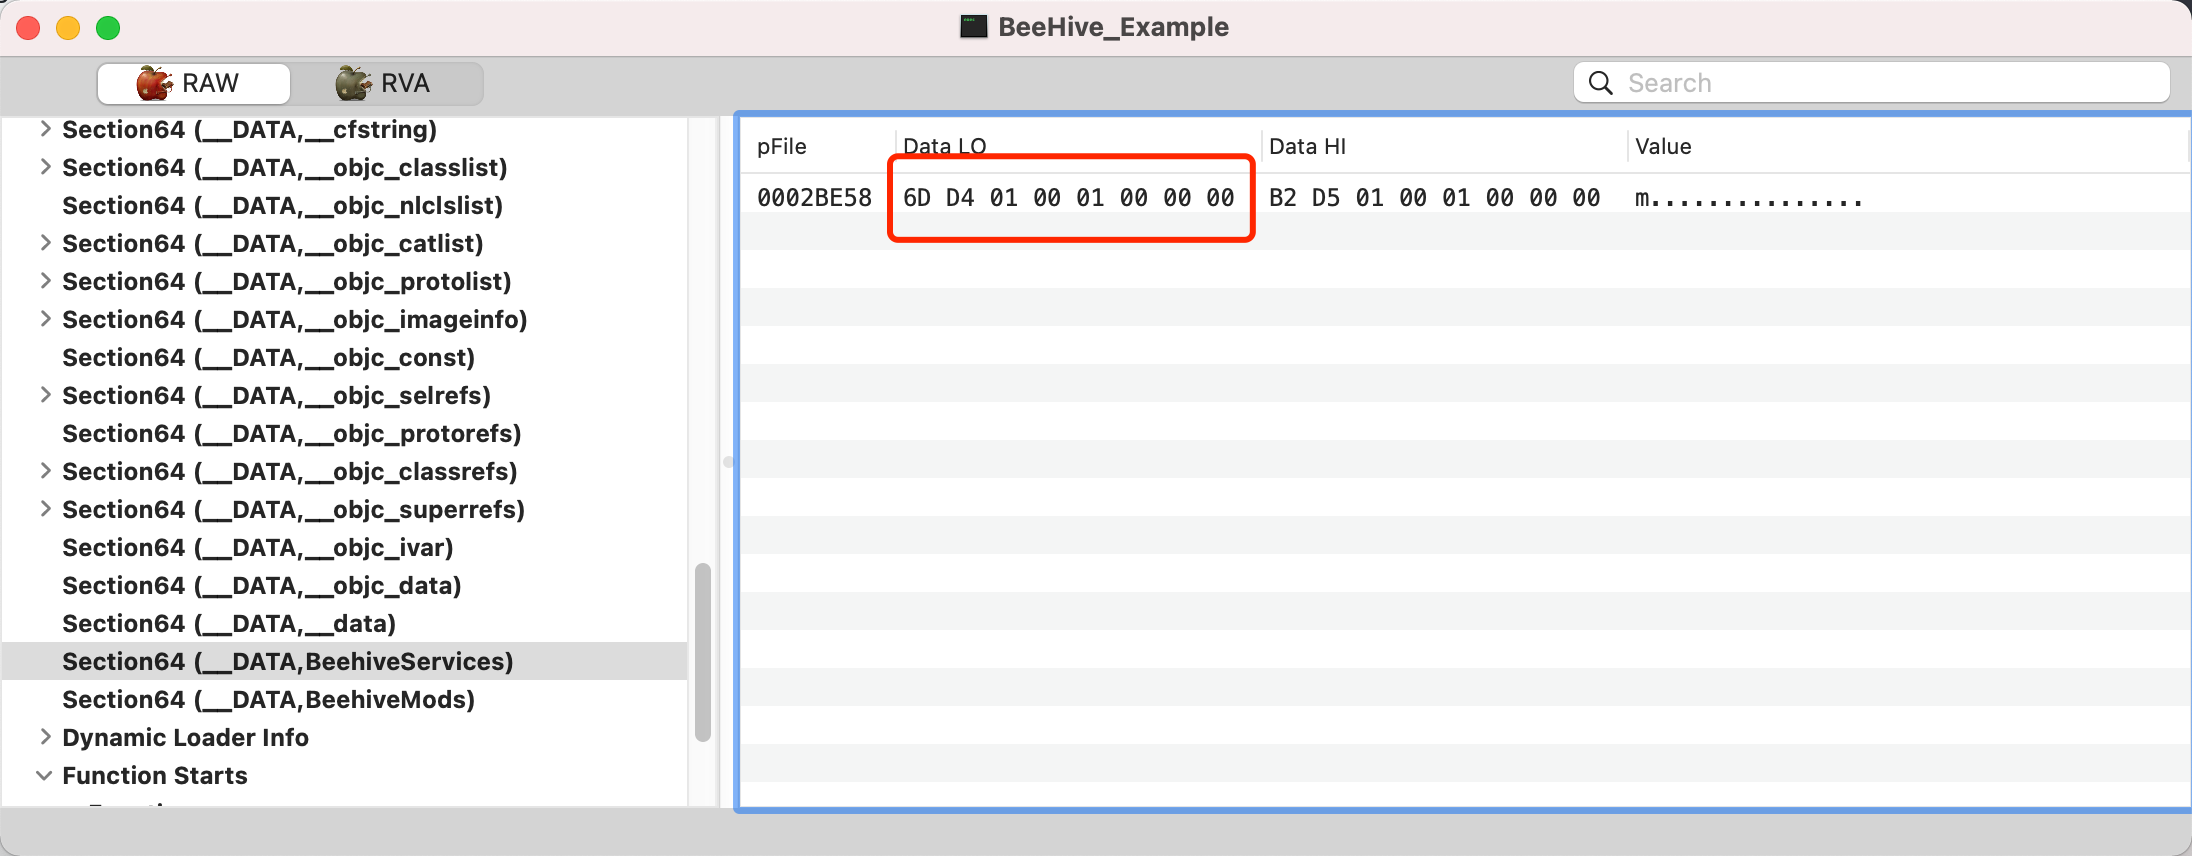 BeeHive_Example
RAW
RVA
Search
Section64 (__DATA,__cfstring)
Section64 (__DATA,__objc_classlist)
Section64 (__DATA,__objc_nlclslist)
Section64 (__DATA,__objc_catlist)
Section64 (__DATA,__objc_protolist)
Section64 (__DATA,__objc_imageinfo)
Section64 (__DATA,__objc_const)
Section64 (__DATA,__objc_selrefs)
Section64 (__DATA,__objc_protorefs)
Section64 (__DATA,__objc_classrefs)
Section64 (__DATA,__objc_superrefs)
Section64 (__DATA,__objc_ivar)
Section64 (__DATA,__objc_data)
Section64 (__DATA,__data)
Section64 (__DATA,BeehiveServices)
Section64 (__DATA,BeehiveMods)
Dynamic Loader Info
Function Starts
pFile Data LO Data HI Value
0002BE58 6D D4 01 00 01 00 00 00 B2 D5 01 00 01 00 00 00 m...............